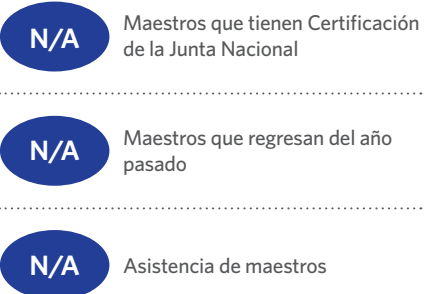 N/A
Maestros que tienen Certificación
de la Junta Nacional
N/A
Maestros que regresan del año
pasado
N/A
Asistencia de maestros